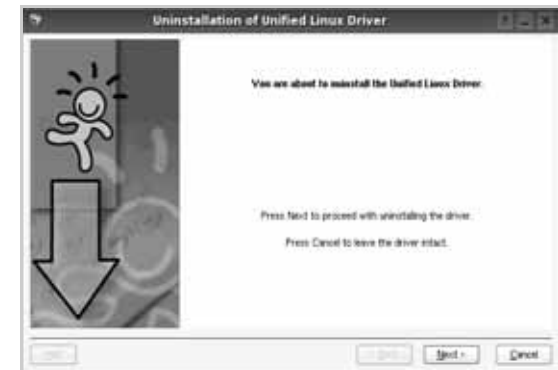 Uninstallation of Unified Linux Driver
You are about to uninstall the Unified Linux Driver.
Press Next to proceed with uninstalling the driver.
Press Cancel to leave the driver intact.
Next >
Cancel